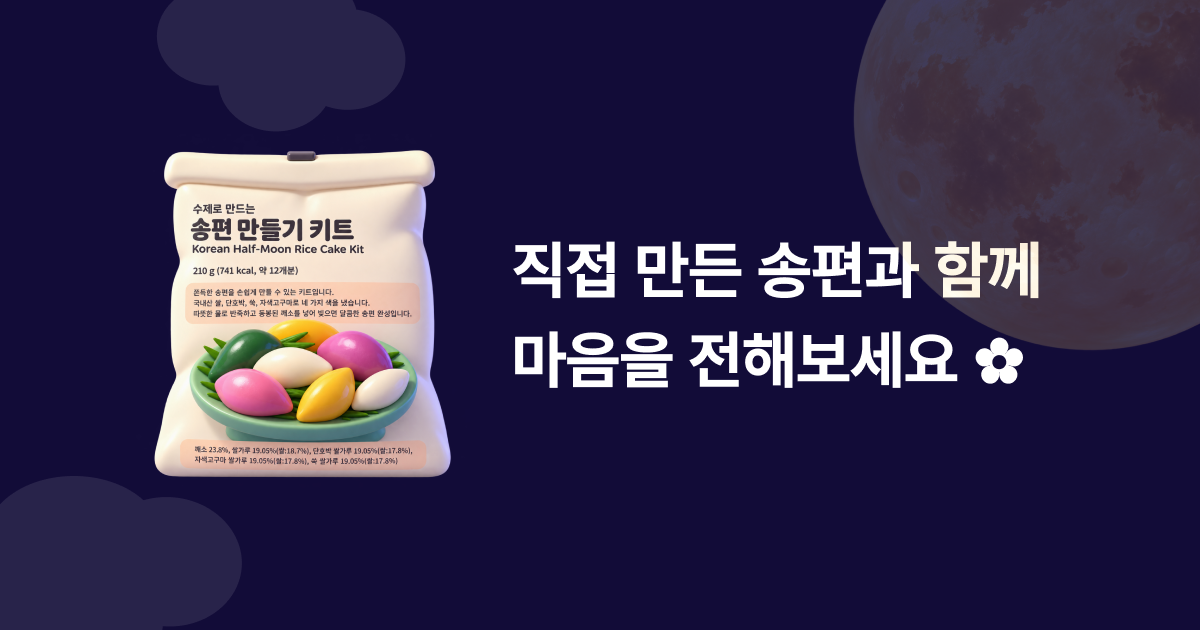 수제로 만드는
송편 만들기 키트
Korean Half-Moon Rice Cake Kit
210 g (741 kcal, 약 12개분)
쫀득한 송편을 손쉽게 만들 수 있는 키트입니다.
국내산 쌀, 단호박, 쑥, 자색고구마로 네 가지 색을 냈습니다.
따뜻한 물로 반죽하고 동봉된 깨소를 넣어 빚으면 달콤한 송편 완성입니다.
깨소 23.8%, 쌀가루 19.05%(쌀:18.7%), 단호박 쌀가루 19.05%(쌀:17.8%),
자색고구마 쌀가루 19.05%(쌀:17.8%), 쑥 쌀가루 19.05%(쌀:17.8%)
직접 만든 송편과 함께
마음을 전해보세요 ✿